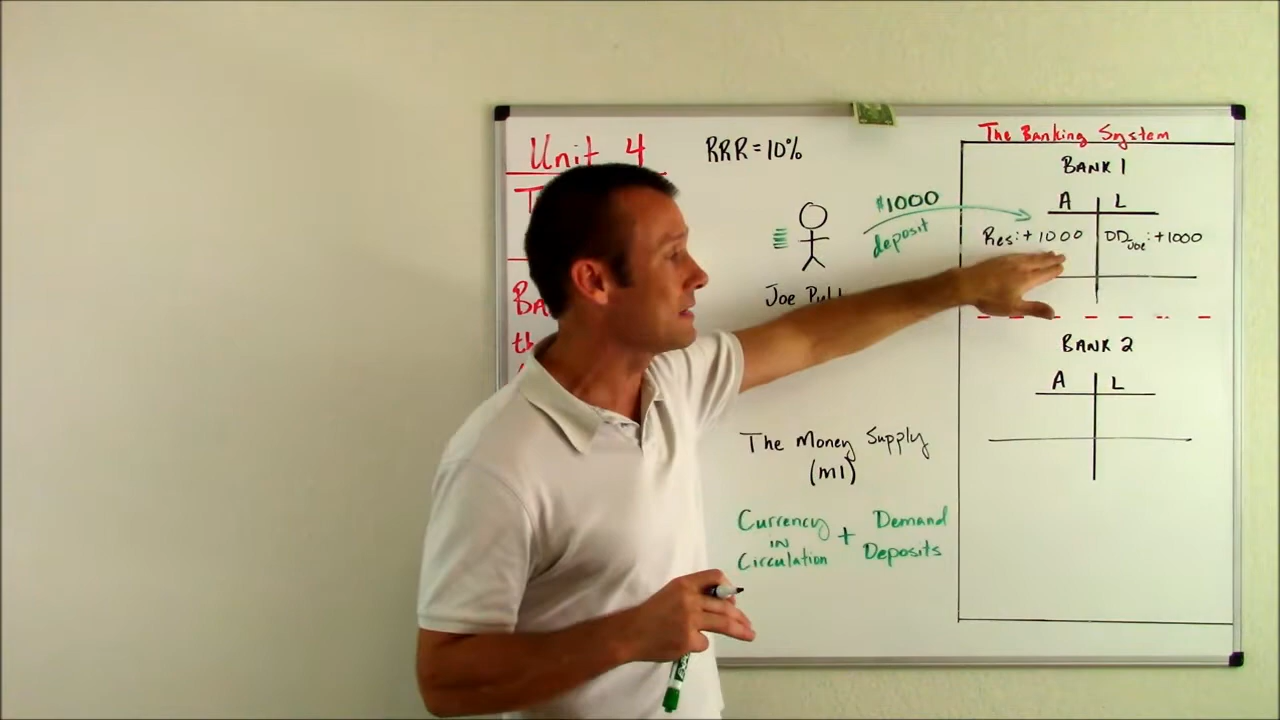 Unit 4
RRR = 10%
$1000
deposit
The Money Supply
(M1)
Currency + Demand
in
Circulation Deposits
The Banking System
BANK 1
A L
Res: + 1000 DD Joe: +1000
BANK 2
A L
Joe